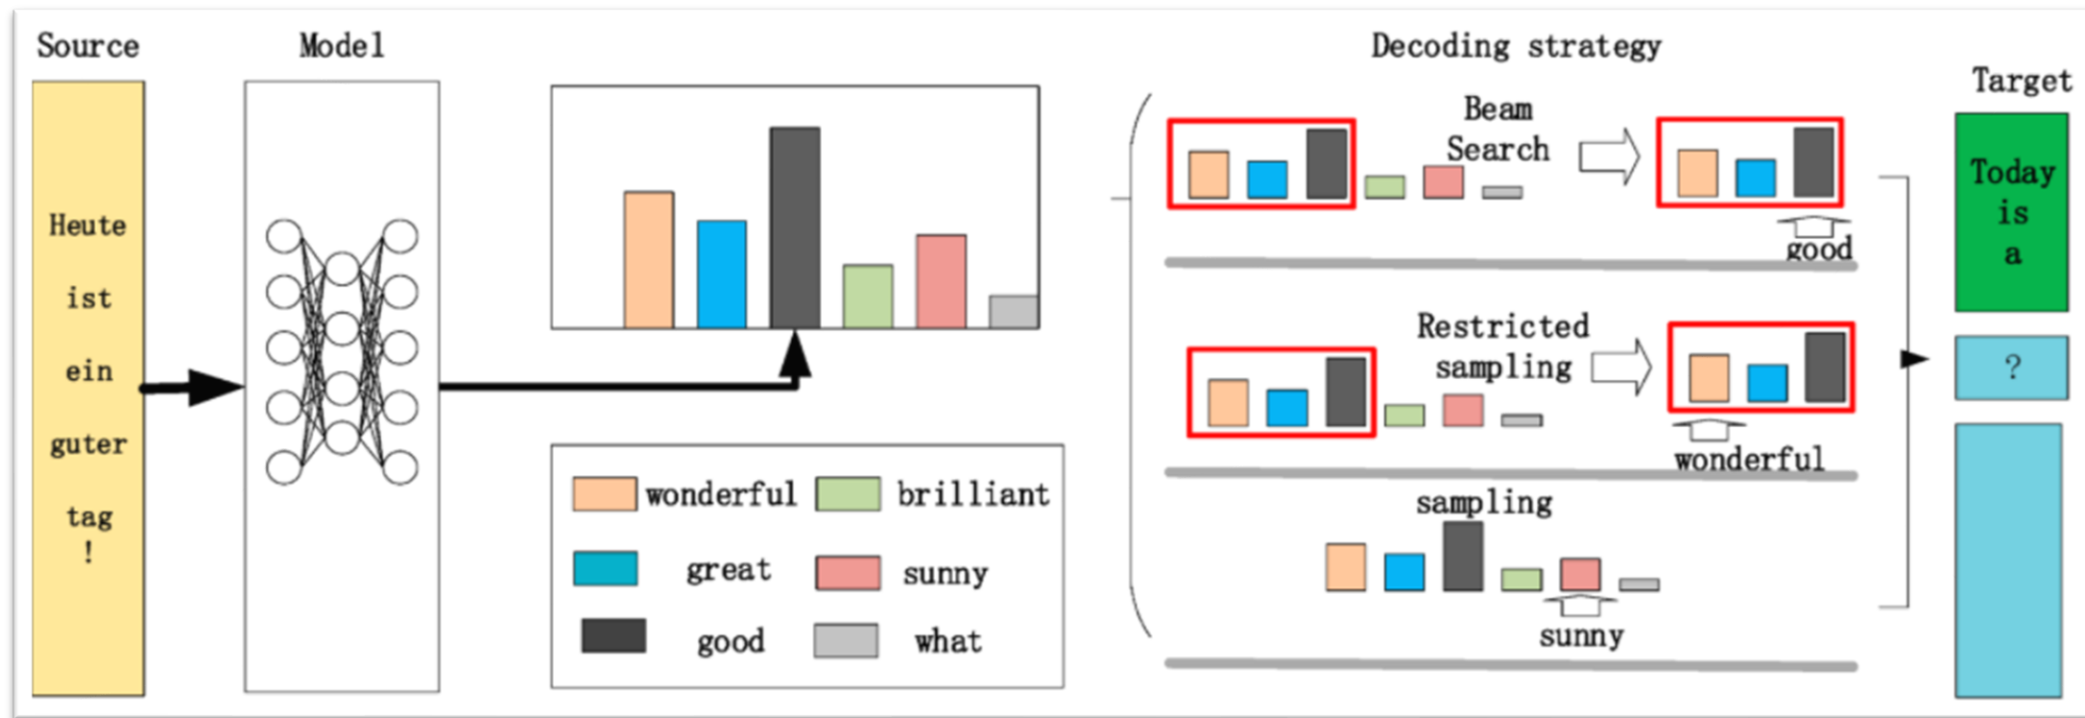 Source
Heute
ist
ein
guter
tag
!
Model
wonderful
brilliant
great
sunny
good
what
Decoding strategy
Beam
Search
good
Restricted
sampling
wonderful
sampling
sunny
Target
Today
is
a
?